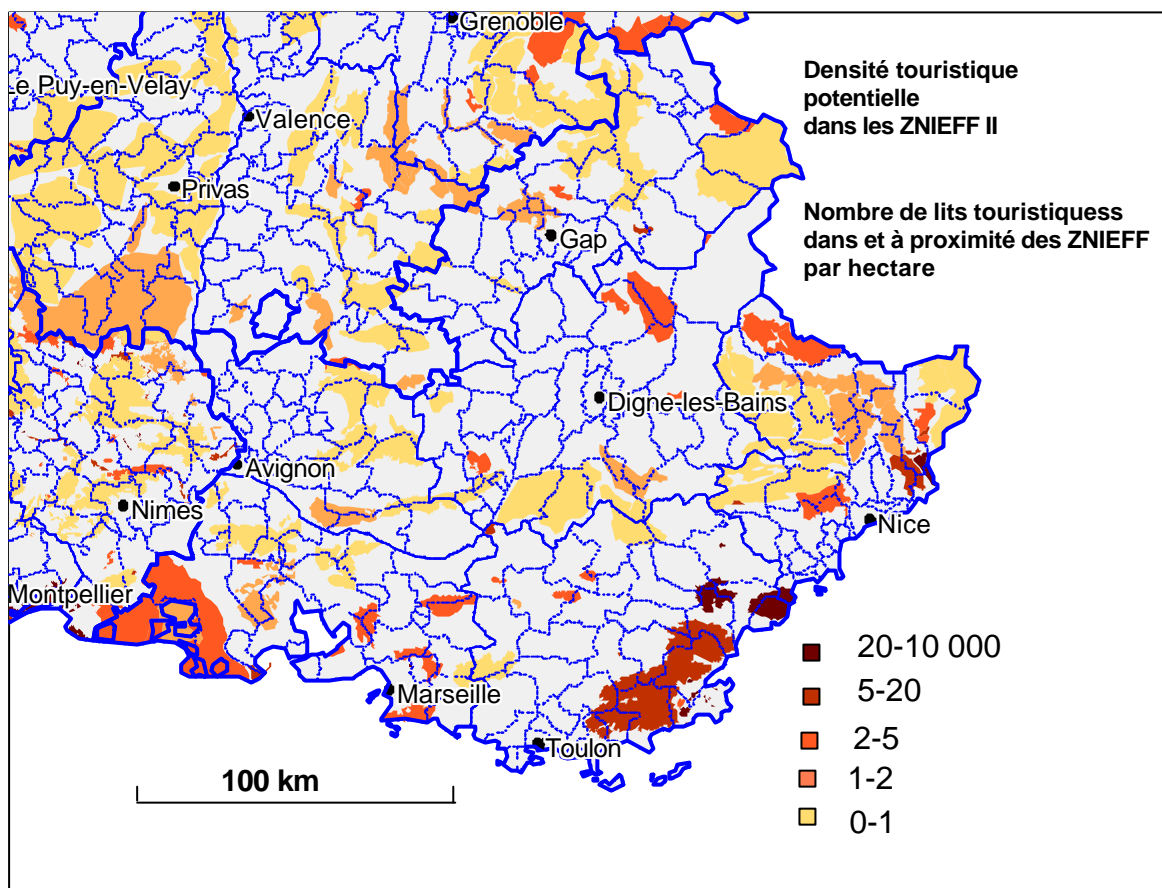 Grenoble
Le Puy-en-Velay
Valence
Privas
Gap
Digne-les-Bains
Avignon
Nimes
Nice
Montpellier
Marseille
Toulon
Densité touristique
potentielle
dans les ZNIEFF II
Nombre de lits touristiquess
dans et à proximité des ZNIEFF
par hectare
20-10 000
5-20
2-5
1-2
0-1
100 km